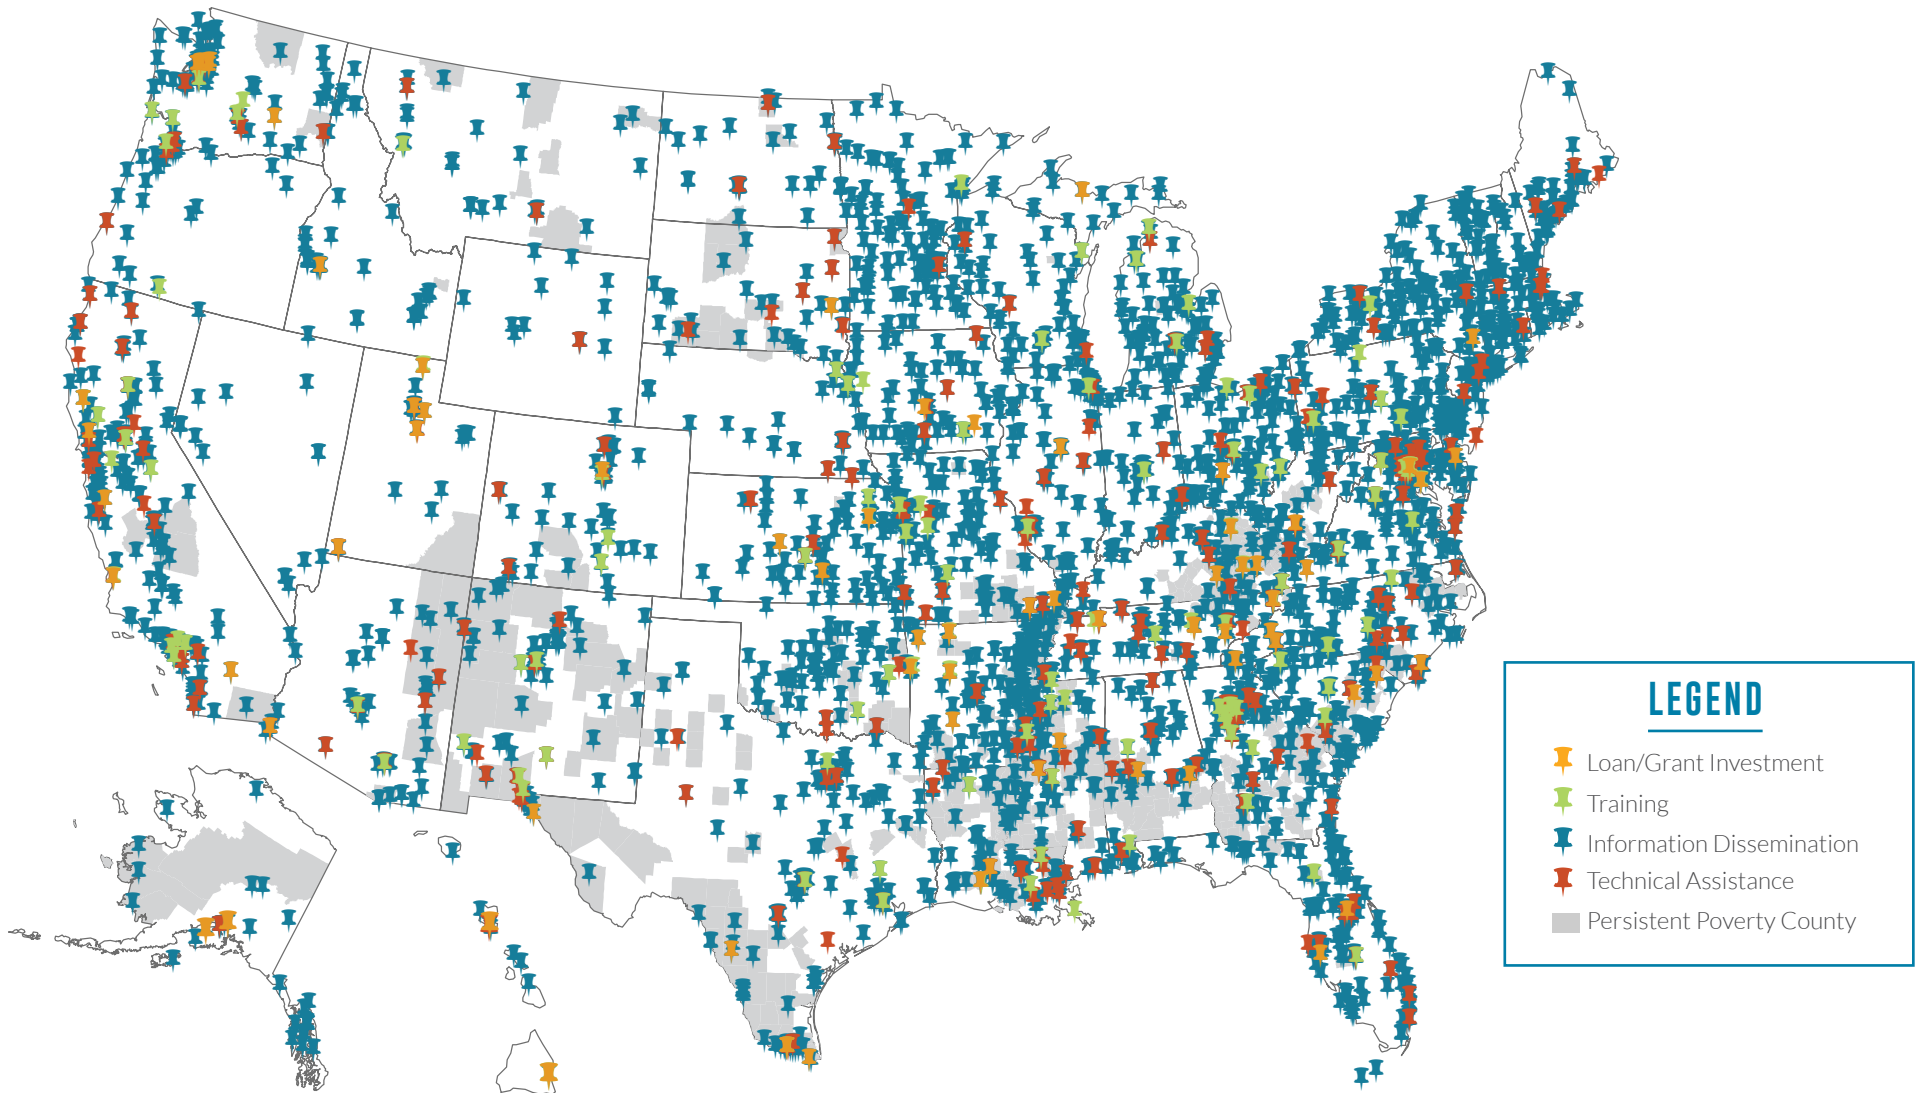 LEGEND
Loan/Grant Investment
Training
Information Dissemination
Technical Assistance
Persistent Poverty County